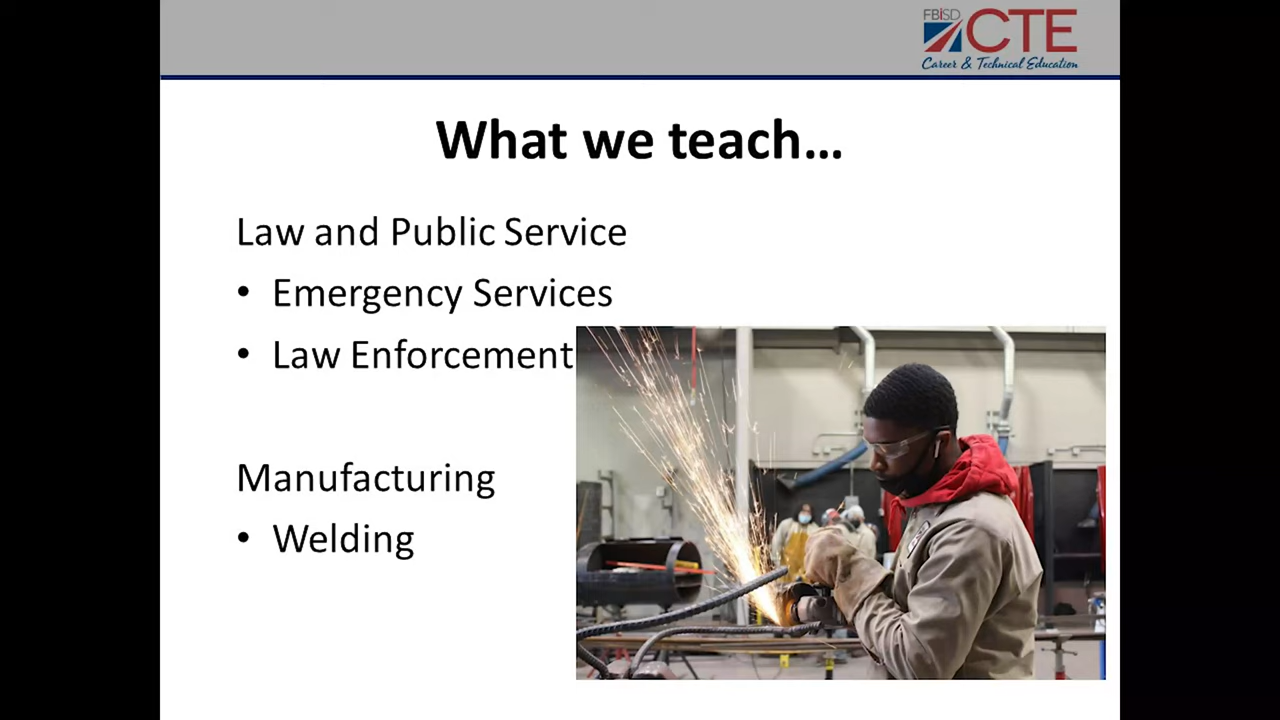 FBISD
CTE
Career & Technical Education
What we teach…
Law and Public Service
• Emergency Services
• Law Enforcement
Manufacturing
• Welding